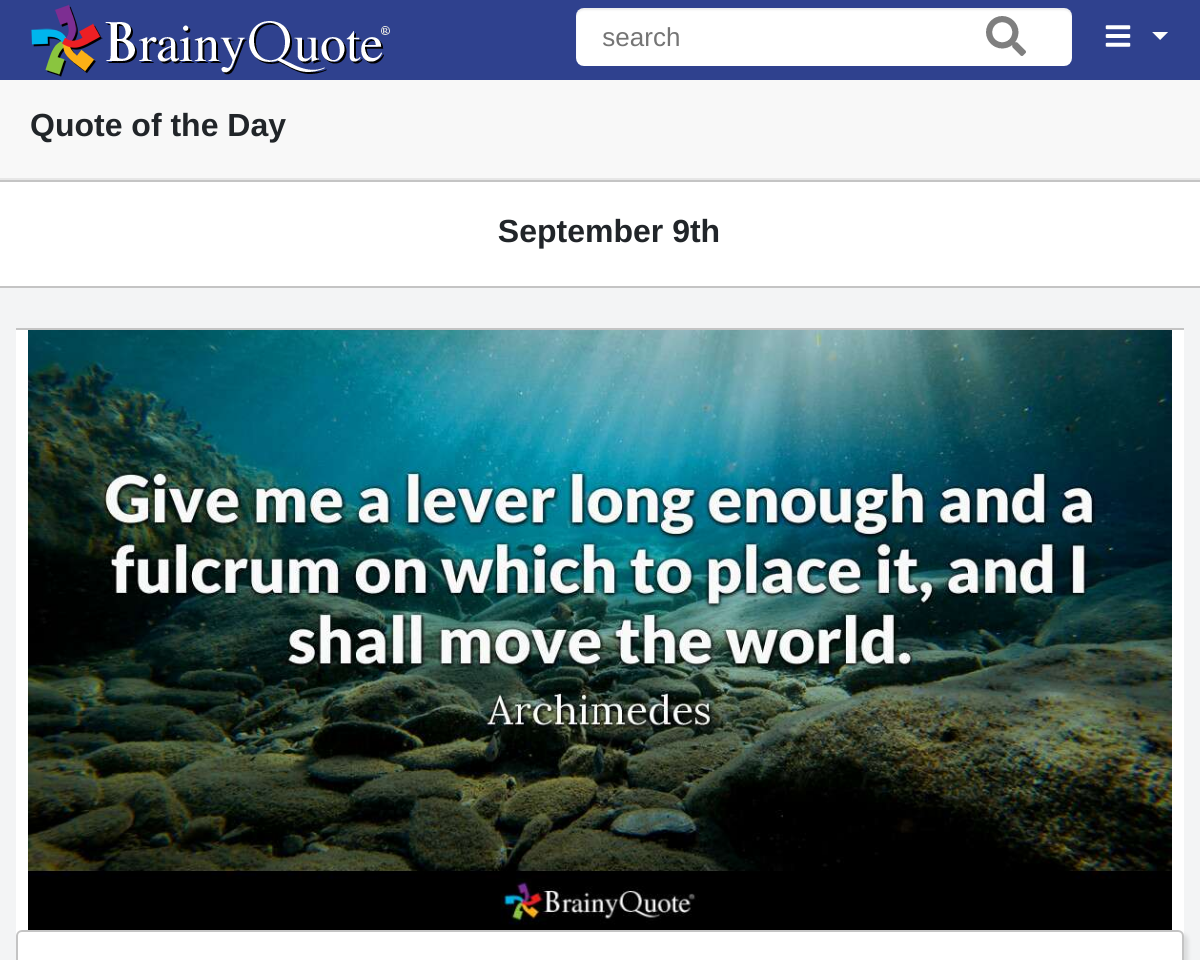 BrainyQuote®
search
Quote of the Day
September 9th
Give me a lever long enough and a
fulcrum on which to place it, and I
shall move the world.
Archimedes
BrainyQuote®